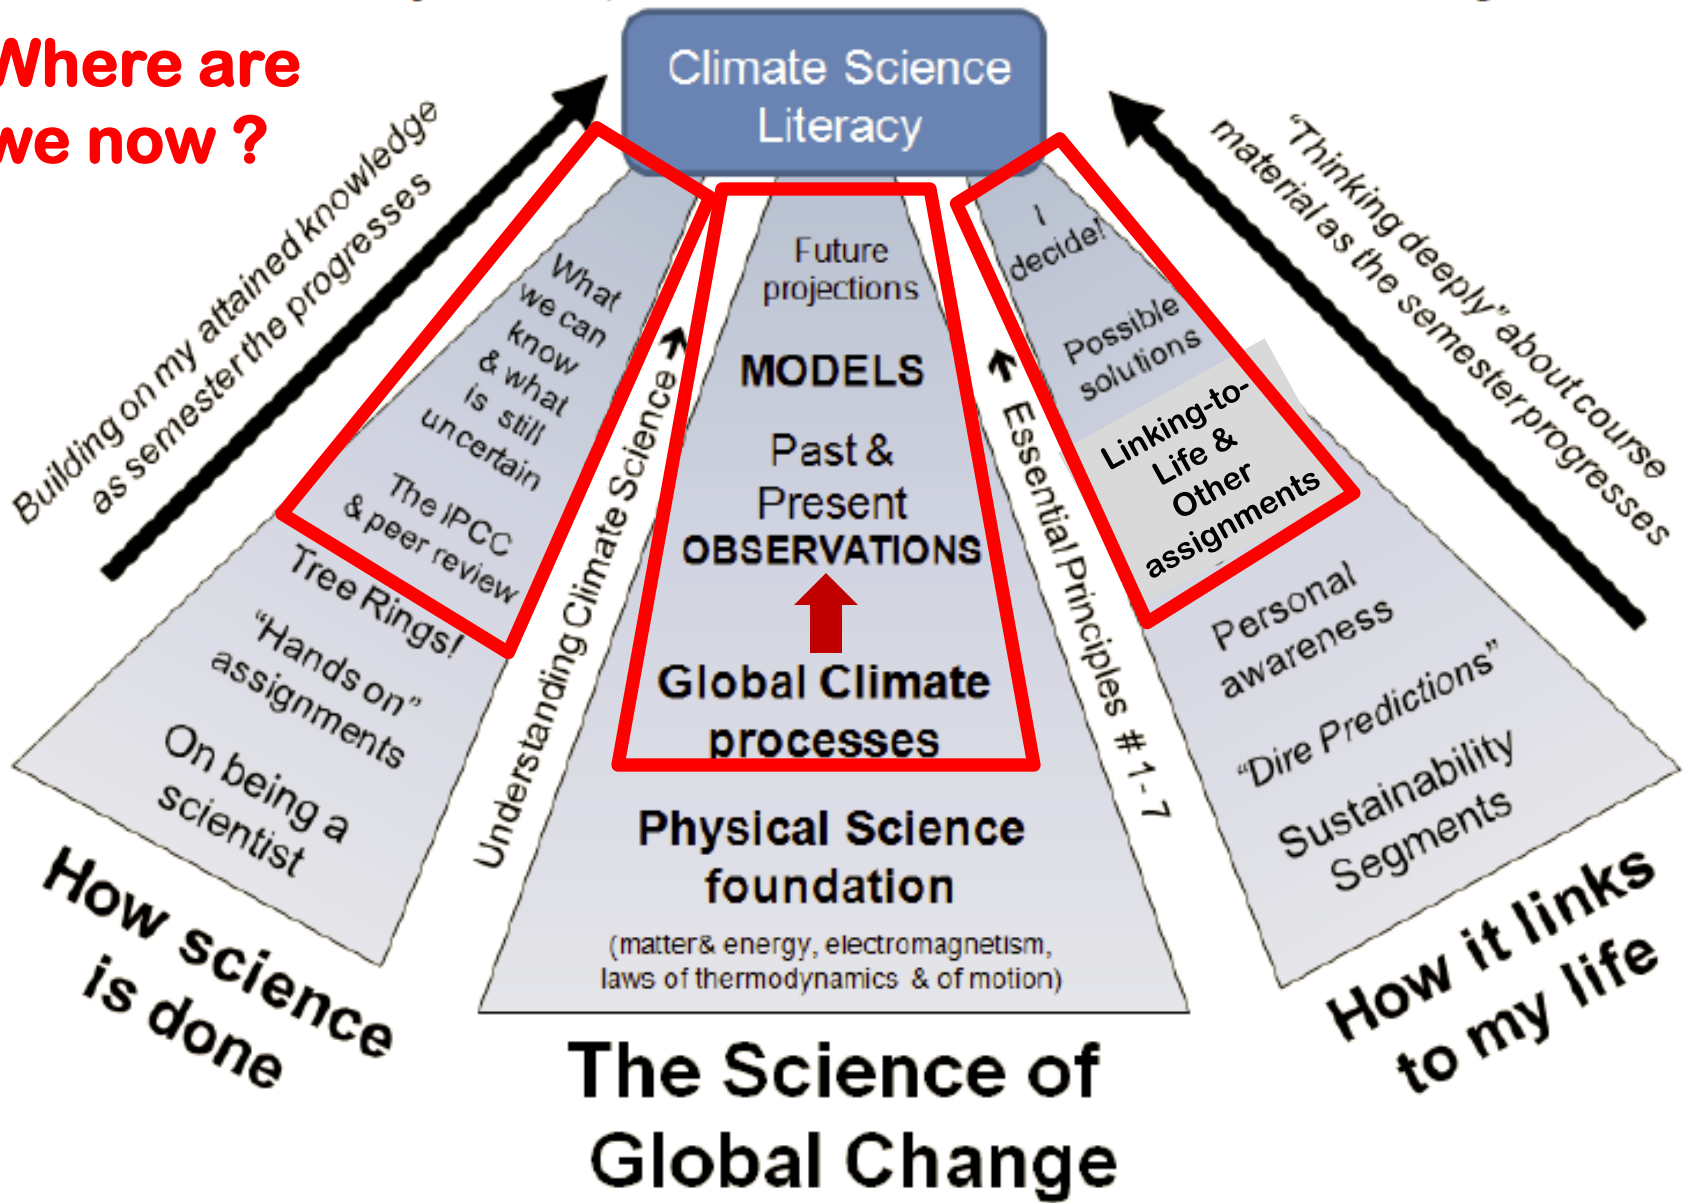 Where are
we now ?
Climate Science
Literacy
Building on my attained knowledge
as semester the progresses
"Thinking deeply" about course
material as the semester progresses
What
we can
know
& what
is still
uncertain
The IPCC
& peer review
Tree Rings!
"Hands on"
assignments
On being a
scientist
How science
is done
Understanding Climate Science →
Future
projections
MODELS
Past &
Present
OBSERVATIONS
Global Climate
processes
Physical Science
foundation
(matter& energy, electromagnetism,
laws of thermodynamics & of motion)
The Science of
Global Change
← Essential Principles # 1- 7
I
decide!
Possible
solutions
Linking-to-
Life &
Other
assignments
Personal
awareness
"Dire Predictions"
Sustainability
Segments
How it links
to my life